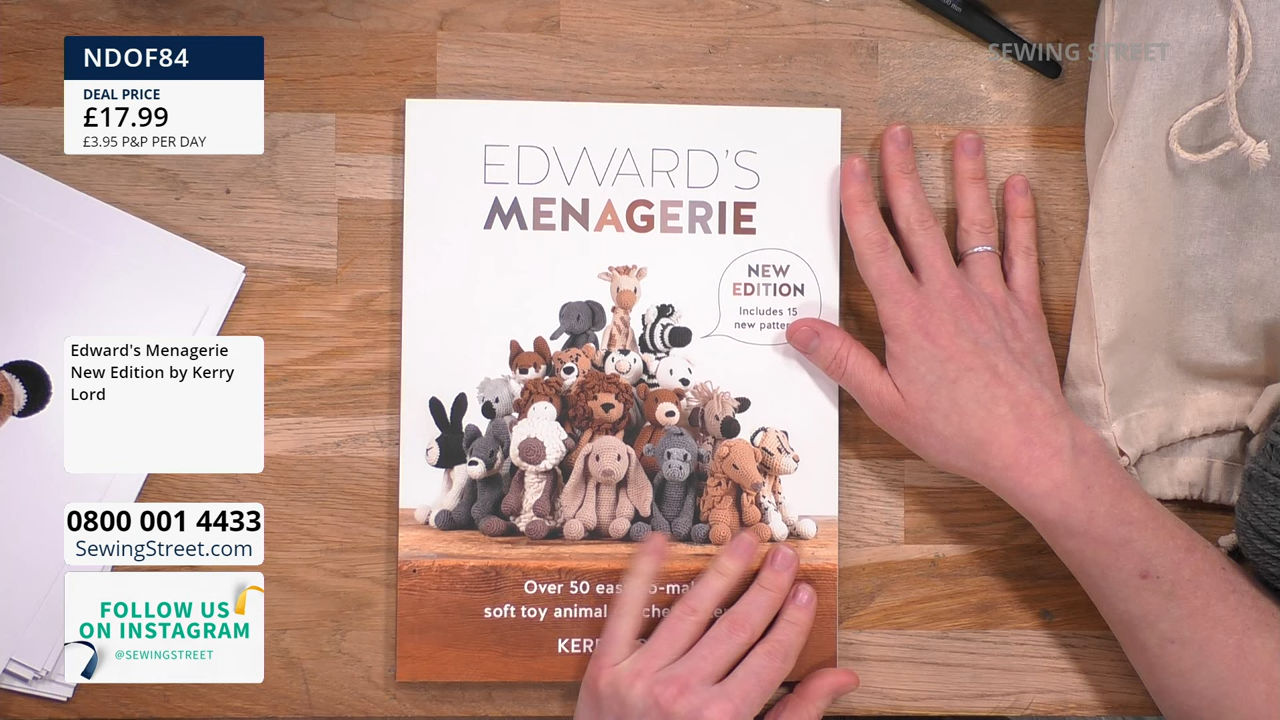 NDOF84
DEAL PRICE
£17.99
£3.95 P&P PER DAY
SEWING STREET
EDWARD'S
MENAGERIE
NEW
EDITION
Includes 15
new
Edward's Menagerie
New Edition by Kerry
Lord
Over 50
soft toy animal
0800 001 4433
SewingStreet.com
FOLLOW US
ON INSTAGRAM
@SEWINGSTREET